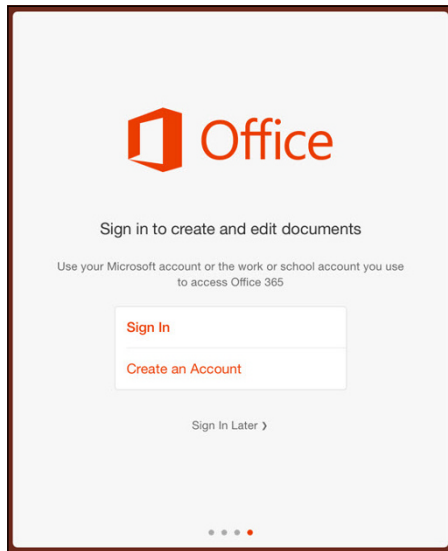 Office
Sign in to create and edit documents
Use your Microsoft account or the work or school account you use
to access Office 365
Sign In
Create an Account
Sign In Later ❯